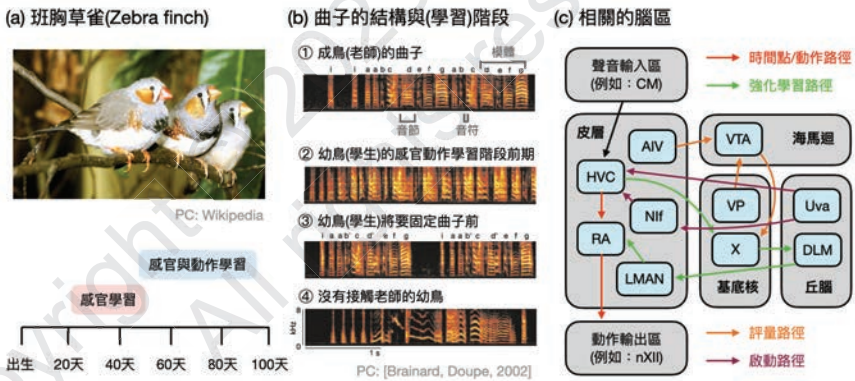 (a) 班胸草雀(Zebra finch)
PC: Wikipedia
感官與動作學習
感官學習
出生 20天 40天 60天 80天 100天
(b) 曲子的結構與(學習)階段
① 成鳥(老師)的曲子
模體
i i a a b c d e f g a b c d e f g
音節 音符
② 幼鳥(學生)的感官動作學習階段前期
③ 幼鳥(學生)將要固定曲子前
i a a b' c d' e f g i a a b' c d' e f g
④ 沒有接觸老師的幼鳥
8
kHz
0
1 s
PC: [Brainard, Doupe, 2002]
(c) 相關的腦區
聲音輸入區
(例如：CM)
時間點/動作路徑
強化學習路徑
皮層
AIV
VTA
海馬迴
HVC
NIf
VP
Uva
RA
X
DLM
LMAN
基底核
丘腦
動作輸出區
(例如：nXII)
評量路徑
啟動路徑